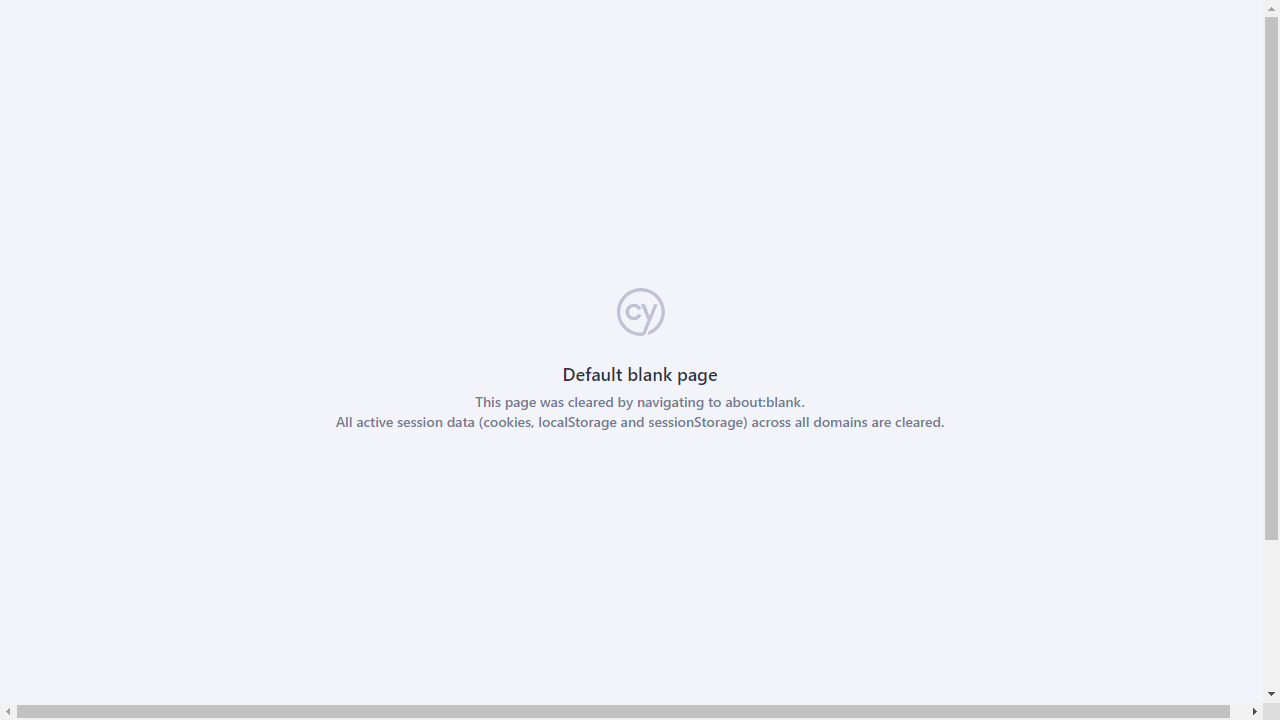 cy
Default blank page
This page was cleared by navigating to about:blank.
All active session data (cookies, localStorage and sessionStorage) across all domains are cleared.